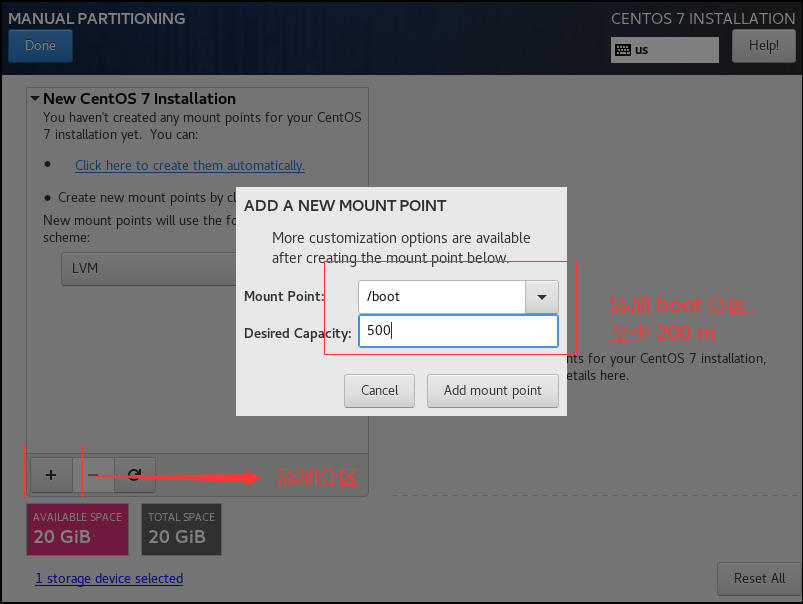 MANUAL PARTITIONING
CENTOS 7 INSTALLATION
Done
us
Help!
New CentOS 7 Installation
You haven't created any mount points for your CentOS
7 installation yet. You can:
Click here to create them automatically.
Create new mount points by cl
New mount points will use the fo
scheme:
LVM
ADD A NEW MOUNT POINT
More customization options are available
after creating the mount point below.
Mount Point:
/boot
Desired Capacity:
500
Cancel
Add mount point
添加 boot 分区，
至少 200 m
nts for your CentOS 7 installation,
etails here.
+
−
添加分区
AVAILABLE SPACE
20 GiB
TOTAL SPACE
20 GiB
1 storage device selected
Reset All